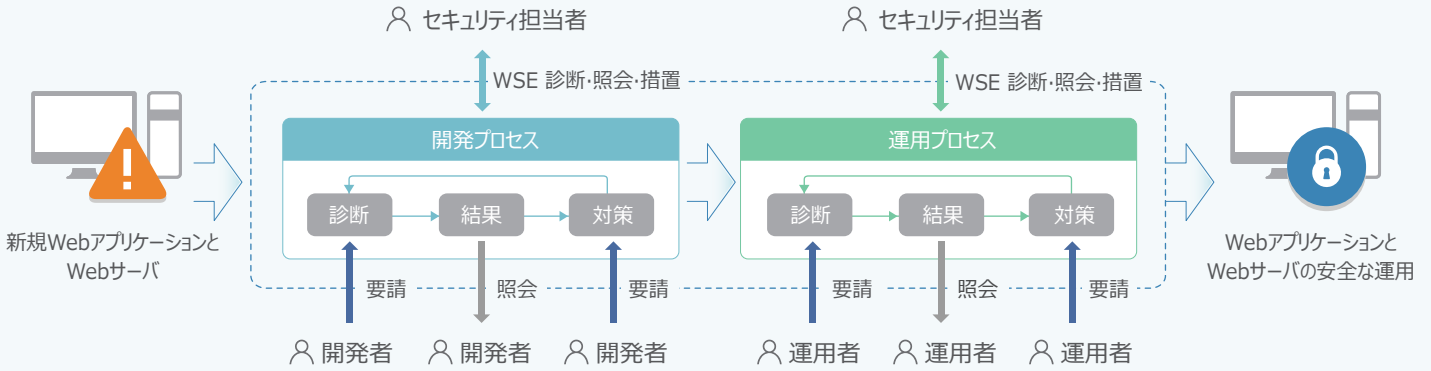 セキュリティ担当者
セキュリティ担当者
WSE 診断·照会·措置
WSE 診断·照会·措置
開発プロセス
運用プロセス
診断
結果
対策
診断
結果
対策
新規Webアプリケーションと
Webサーバ
Webアプリケーションと
Webサーバの安全な運用
要請
照会
要請
要請
照会
要請
開発者
開発者
開発者
運用者
運用者
運用者